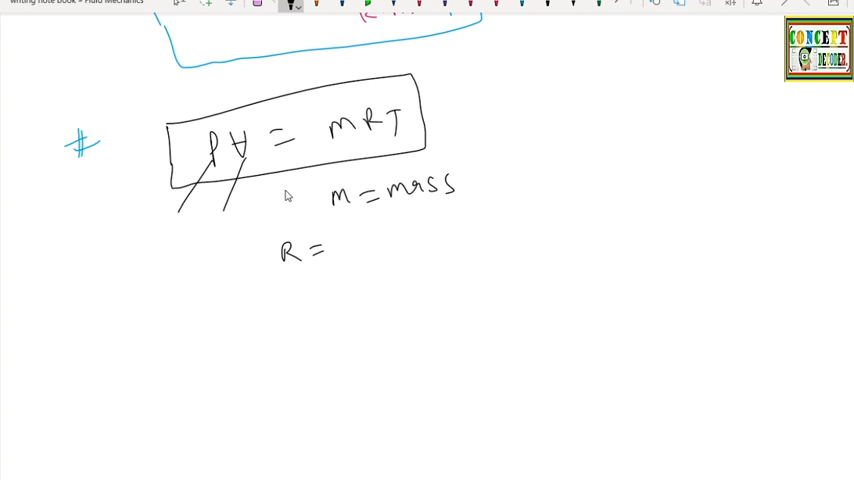 writing note book » Fluid Mechanics
CONCEPT
DECODER.
# PV = mRT
m = mass
R =